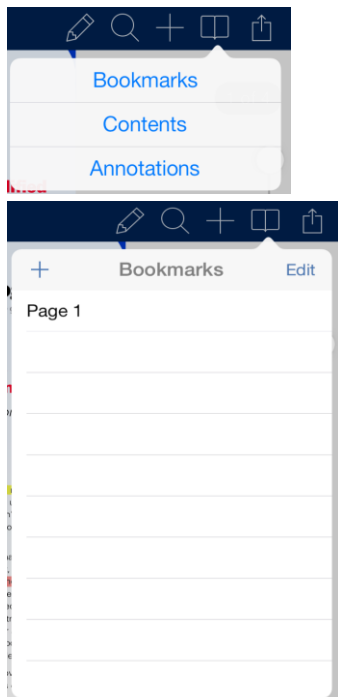 Bookmarks
Contents
Annotations
+ Bookmarks Edit
Page 1